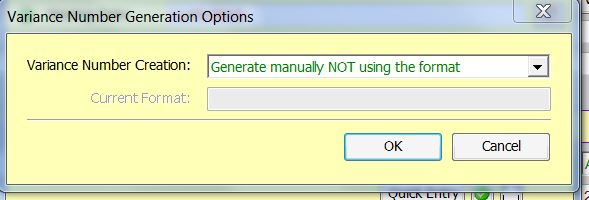 Variance Number Generation Options
Variance Number Creation: Generate manually NOT using the format
Current Format:
OK Cancel
Quick Entry